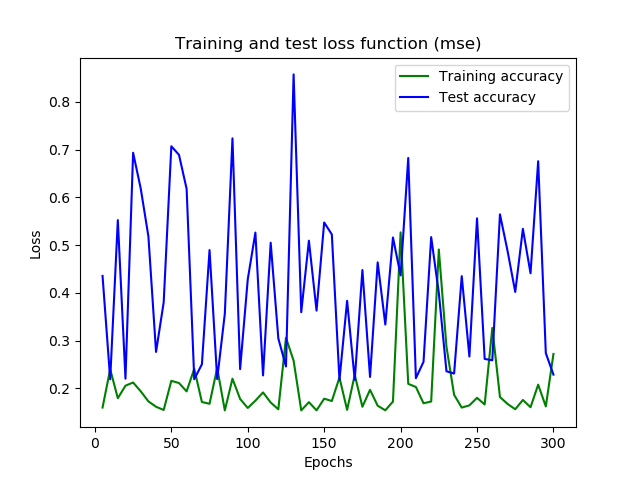 Training and test loss function (mse)
Training accuracy
Test accuracy
0.8
0.7
0.6
0.5
0.4
0.3
0.2
Loss
0 50 100 150 200 250 300
Epochs